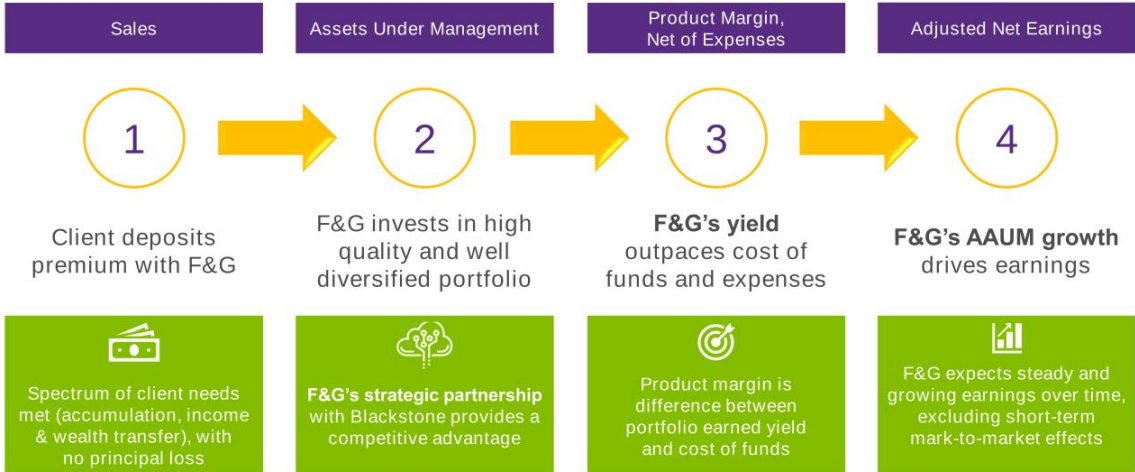 Sales
Assets Under Management
Product Margin,
Net of Expenses
Adjusted Net Earnings
1
2
3
4
Client deposits
premium with F&G
F&G invests in high
quality and well
diversified portfolio
F&G's yield
outpaces cost of
funds and expenses
F&G's AAUM growth
drives earnings
Spectrum of client needs
met (accumulation, income
& wealth transfer), with
no principal loss
F&G's strategic partnership
with Blackstone provides a
competitive advantage
Product margin is
difference between
portfolio earned yield
and cost of funds
F&G expects steady and
growing earnings over time,
excluding short-term
mark-to-market effects